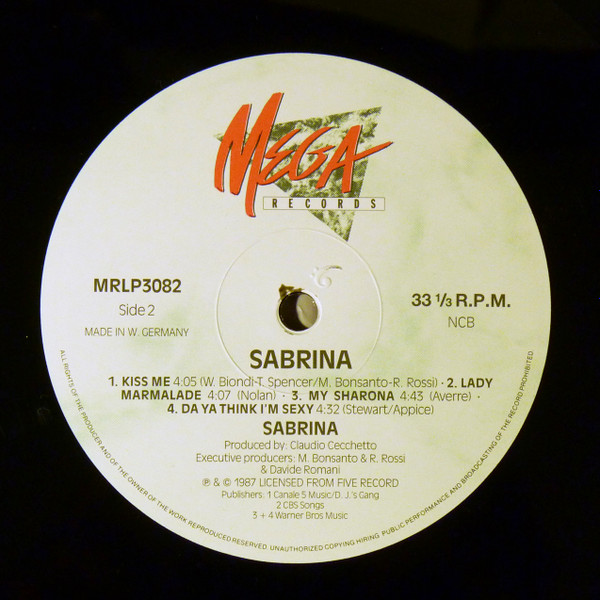 MEGA
RECORDS
MRLP3082
Side 2
MADE IN W. GERMANY
33 1/3 R.P.M.
NCB
SABRINA
1. KISS ME 4:05 (W. Biondi-T. Spencer/M. Bonsanto-R. Rossi) · 2. LADY
MARMALADE 4:07 (Nolan) · 3. MY SHARONA 4:43 (Averre) ·
4. DA YA THINK I'M SEXY 4:32 (Stewart/Appice)
SABRINA
Produced by: Claudio Cecchetto
Executive producers: M. Bonsanto & R. Rossi
& Davide Romani
℗ & © 1987 LICENSED FROM FIVE RECORD
Publishers: 1 Canale 5 Music/D. J.'s Gang
2 CBS Songs
3 + 4 Warner Bros Music
ALL RIGHTS OF THE PRODUCER AND OF THE OWNER OF THE WORK REPRODUCED RESERVED. UNAUTHORIZED COPYING HIRING. PUBLIC PERFORMANCE AND BROADCASTING OF THE RECORD PROHIBITED.